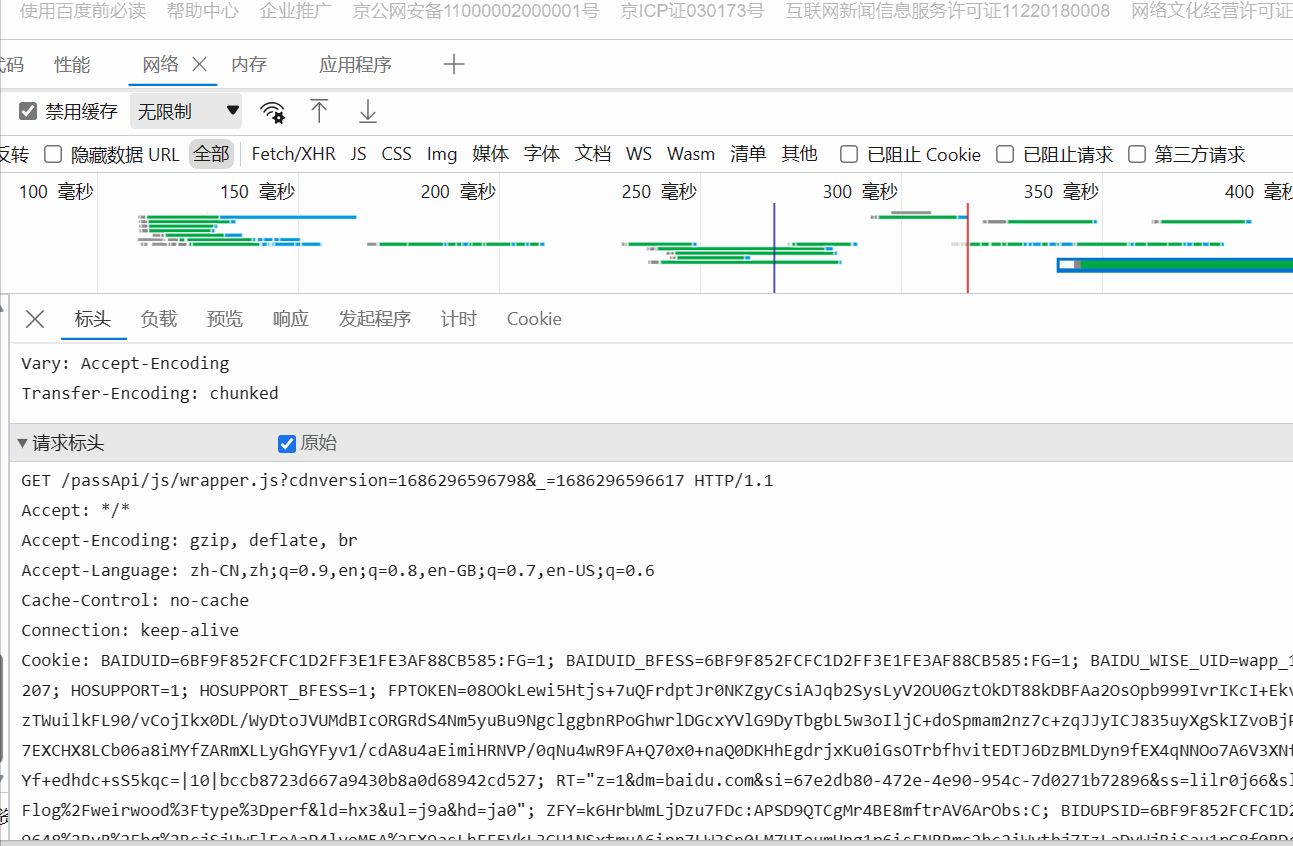 使用百度前必读 帮助中心 企业推广 京公网安备11000002000001号 京ICP证030173号 互联网新闻信息服务许可证11220180008 网络文化经营许可证
代码 性能 网络 内存 应用程序
禁用缓存 无限制
反转 隐藏数据 URL 全部 Fetch/XHR JS CSS Img 媒体 字体 文档 WS Wasm 清单 其他 已阻止 Cookie 已阻止请求 第三方请求
100 毫秒 150 毫秒 200 毫秒 250 毫秒 300 毫秒 350 毫秒 400 毫秒
标头 负载 预览 响应 发起程序 计时 Cookie
Vary: Accept-Encoding
Transfer-Encoding: chunked
请求标头 原始
GET /passApi/js/wrapper.js?cdnversion=1686296596798&_=1686296596617 HTTP/1.1
Accept: */*
Accept-Encoding: gzip, deflate, br
Accept-Language: zh-CN,zh;q=0.9,en;q=0.8,en-GB;q=0.7,en-US;q=0.6
Cache-Control: no-cache
Connection: keep-alive
Cookie: BAIDUID=6BF9F852FCFC1D2FF3E1FE3AF88CB585:FG=1; BAIDUID_BFESS=6BF9F852FCFC1D2FF3E1FE3AF88CB585:FG=1; BAIDU_WISE_UID=wapp_1
207; HOSUPPORT=1; HOSUPPORT_BFESS=1; FPTOKEN=08OOkLewi5Htjs+7uQFrdptJr0NKZgyCsiAJqb2SysLyV2OU0GztOkDT88kDBFAa2OsOpb999IvrIKcI+Ekv
zTWuilkFL90/vCojIkx0DL/WyDtoJVUMdBIcORGRdS4Nm5yuBu9NgclggbnRPoGhwrlDGcxYVlG9DyTbgbL5w3oIljC+doSpmam2nz7c+zqJJyICJ835uyXgSkIZvoBjP
7EXCHX8LCb06a8iMYfZARmXLLyGhGYFyv1/cdA8u4aEimiHRNVP/0qNu4wR9FA+Q70x0+naQ0DKHhEgdrjxKu0iGsOTrbfhvitEDTJ6DzBMLDyn9fEX4qNNOo7A6V3XNf
Yf+edhdc+sS5kqc=|10|bccb8723d667a9430b8a0d68942cd527; RT="z=1&dm=baidu.com&si=67e2db80-472e-4e90-954c-7d0271b72896&ss=lilr0j66&sl
Flog%2Fweirwood%3Ftype%3Dperf&ld=hx3&ul=j9a&hd=ja0"; ZFY=k6HrbWmLjDzu7FDc:APSD9QTCgMr4BE8mftrAV6ArObs:C; BIDUPSID=6BF9F852FCFC1D2